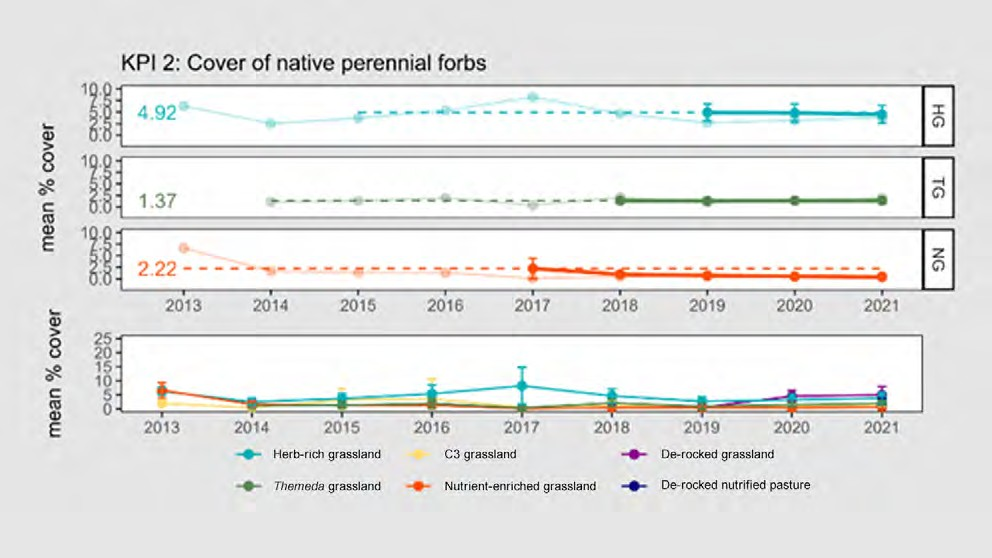 KPI 2: Cover of native perennial forbs
mean % cover
10.0
7.5
5.0
2.5
0.0
4.92
HG
10.0
7.5
5.0
2.5
0.0
1.37
TG
10.0
7.5
5.0
2.5
0.0
2.22
NG
2013 2014 2015 2016 2017 2018 2019 2020 2021
mean % cover
25
20
15
10
5
0
2013 2014 2015 2016 2017 2018 2019 2020 2021
Herb-rich grassland C3 grassland De-rocked grassland
Themeda grassland Nutrient-enriched grassland De-rocked nutrified pasture